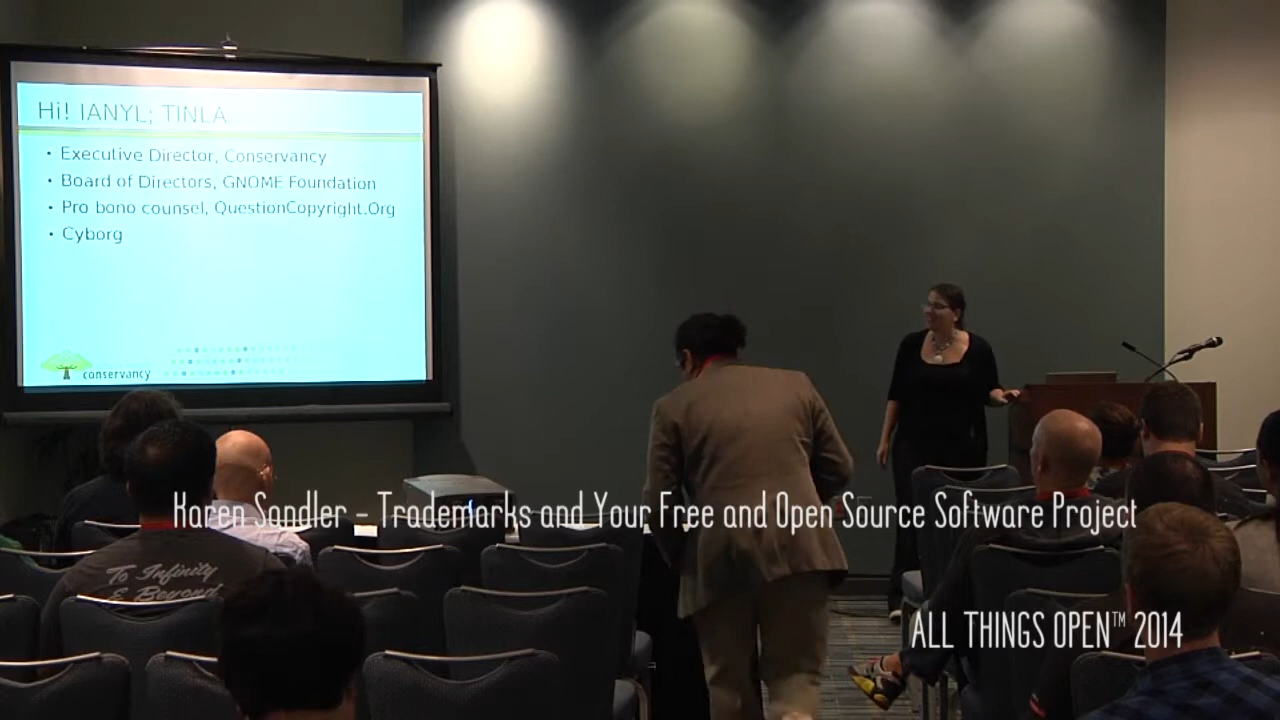 Hi! IANYL; TINLA
• Executive Director, Conservancy
• Board of Directors, GNOME Foundation
• Pro bono counsel, QuestionCopyright.Org
• Cyborg
conservancy
To Infinity
& Beyond
Karen Sandler - Trademarks and Your Free and Open Source Software Project
ALL THINGS OPEN™ 2014